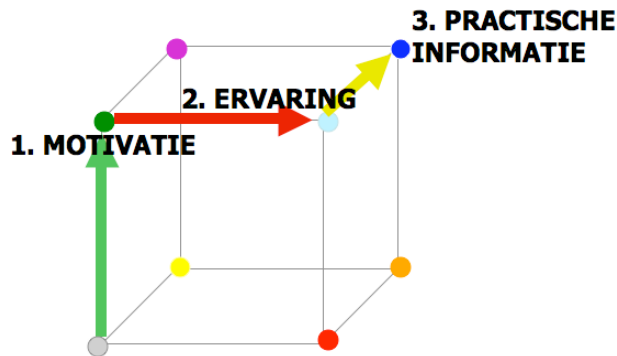 3. PRACTISCHE
INFORMATIE
2. ERVARING
1. MOTIVATIE